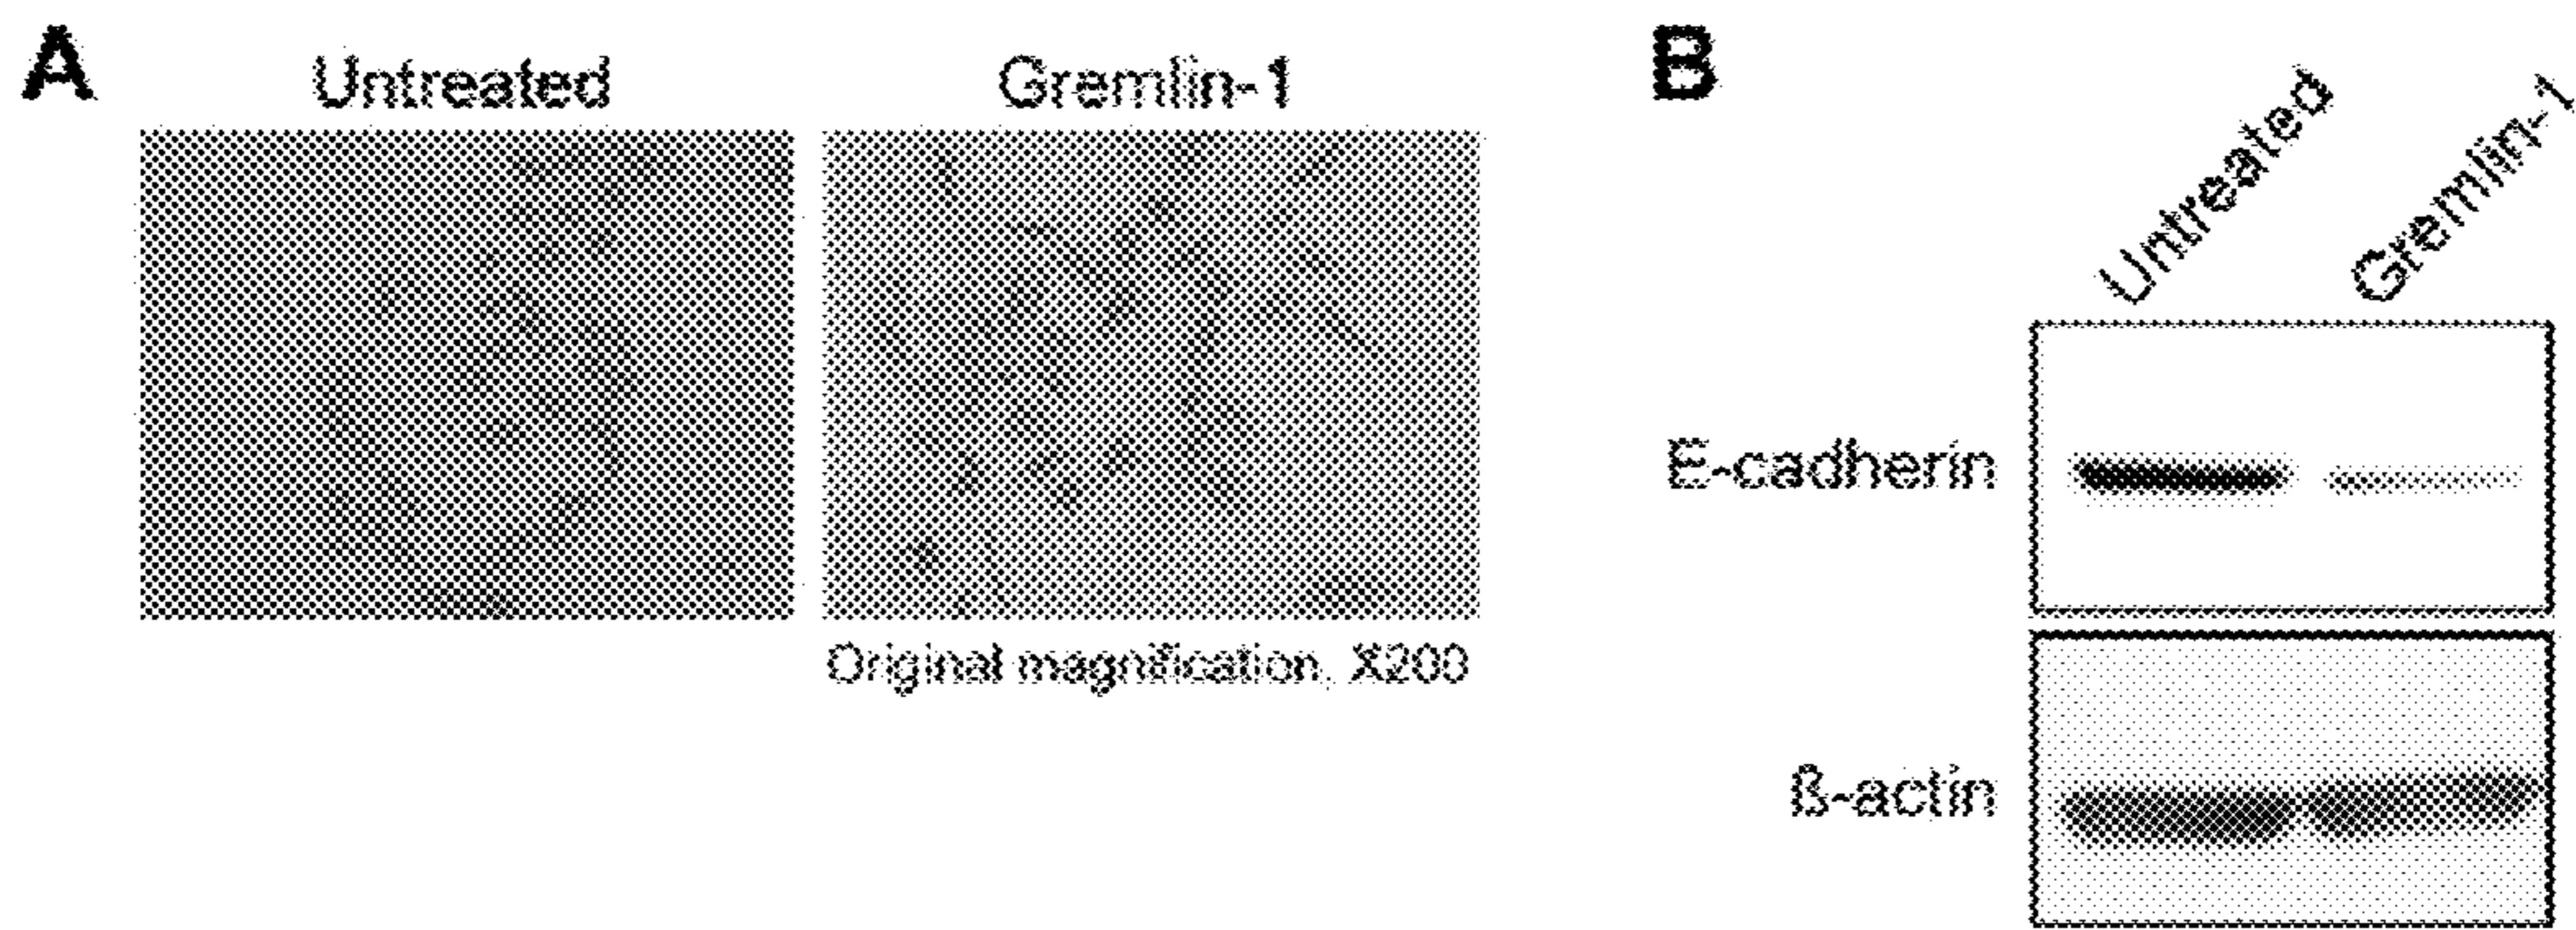 A
Untreated
Gremlin-1
Original magnification, X200
B
Untreated
Gremlin-1
E-cadherin
ß-actin